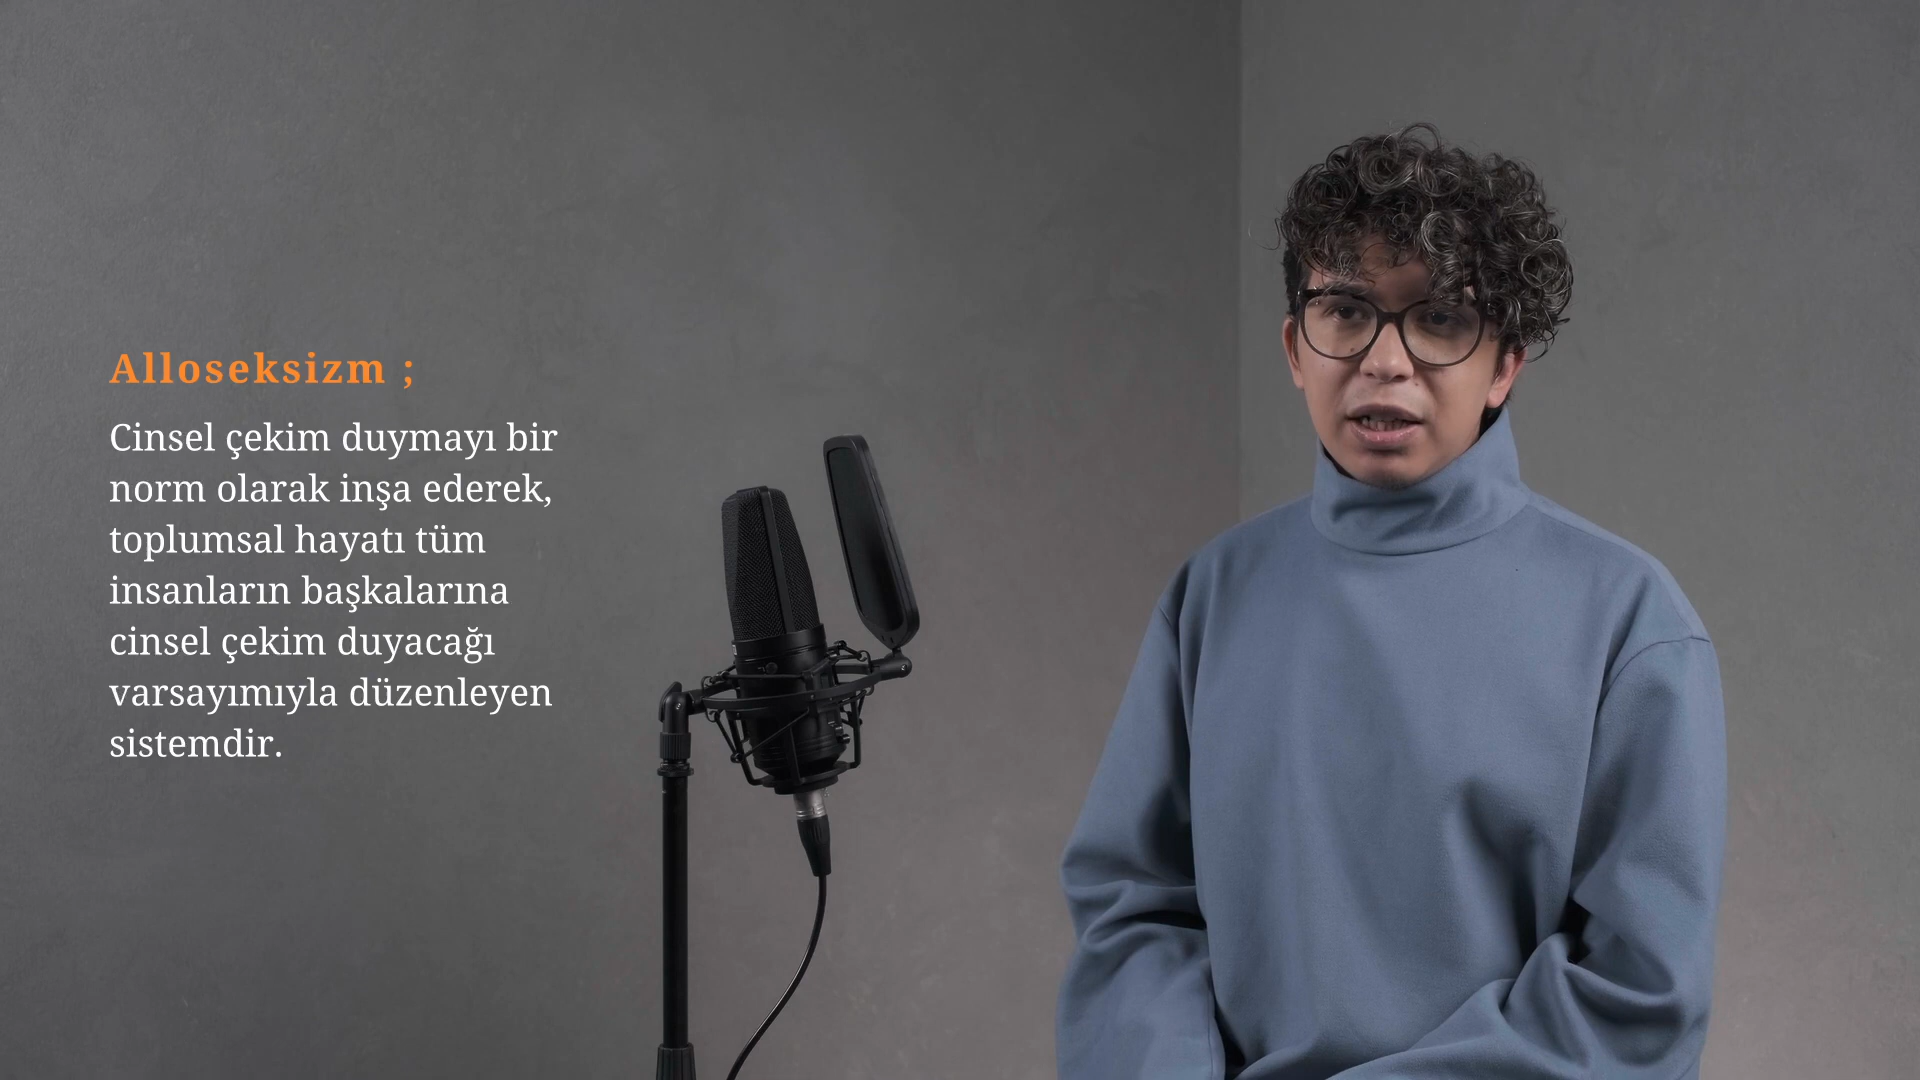 Alloseksizm ;
Cinsel çekim duymayı bir
norm olarak inşa ederek,
toplumsal hayatı tüm
insanların başkalarına
cinsel çekim duyacağı
varsayımıyla düzenleyen
sistemdir.